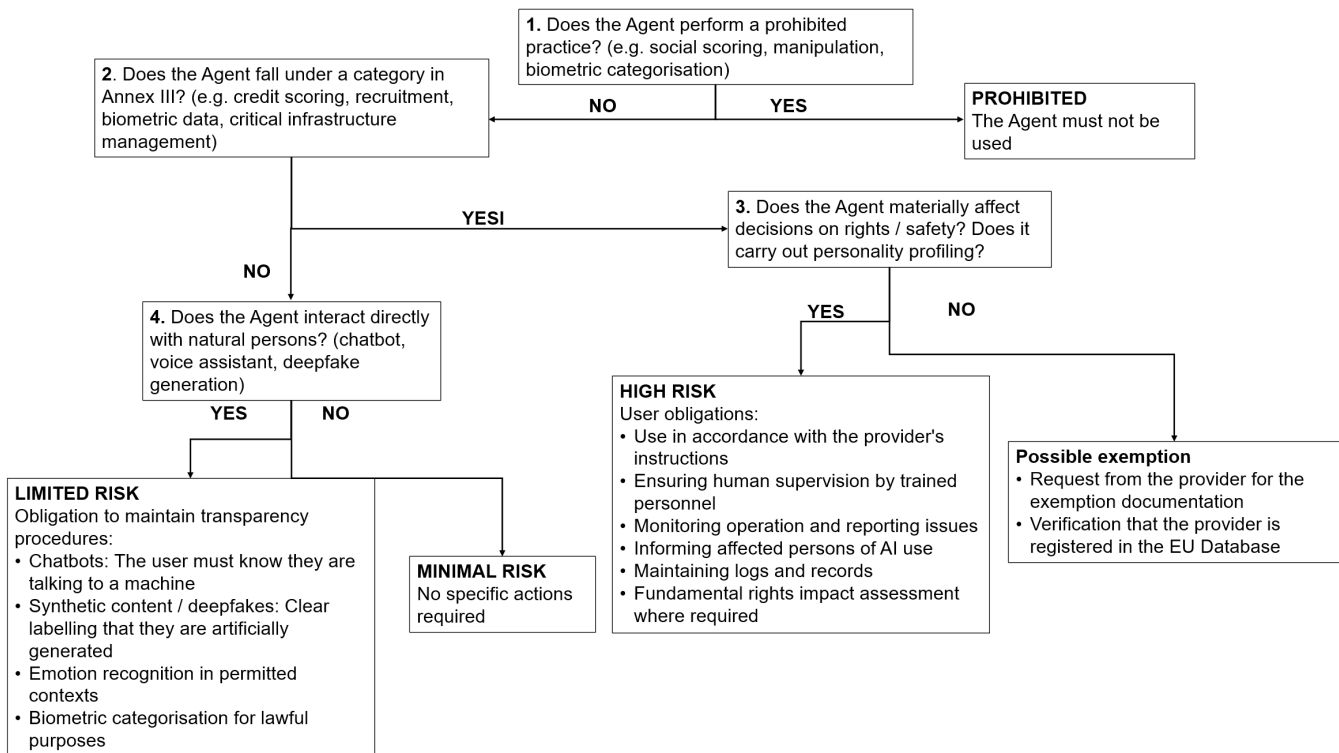 1. Does the Agent perform a prohibited
practice? (e.g. social scoring, manipulation,
biometric categorisation)
2. Does the Agent fall under a category in
Annex III? (e.g. credit scoring, recruitment,
biometric data, critical infrastructure
management)
NO
YES
PROHIBITED
The Agent must not be
used
YESI
3. Does the Agent materially affect
decisions on rights / safety? Does it
carry out personality profiling?
NO
4. Does the Agent interact directly
with natural persons? (chatbot,
voice assistant, deepfake
generation)
YES
NO
YES
NO
HIGH RISK
User obligations:
• Use in accordance with the provider's
instructions
• Ensuring human supervision by trained
personnel
• Monitoring operation and reporting issues
• Informing affected persons of AI use
• Maintaining logs and records
• Fundamental rights impact assessment
where required
Possible exemption
• Request from the provider for the
exemption documentation
• Verification that the provider is
registered in the EU Database
LIMITED RISK
Obligation to maintain transparency
procedures:
• Chatbots: The user must know they are
talking to a machine
• Synthetic content / deepfakes: Clear
labelling that they are artificially
generated
• Emotion recognition in permitted
contexts
• Biometric categorisation for lawful
purposes
MINIMAL RISK
No specific actions
required